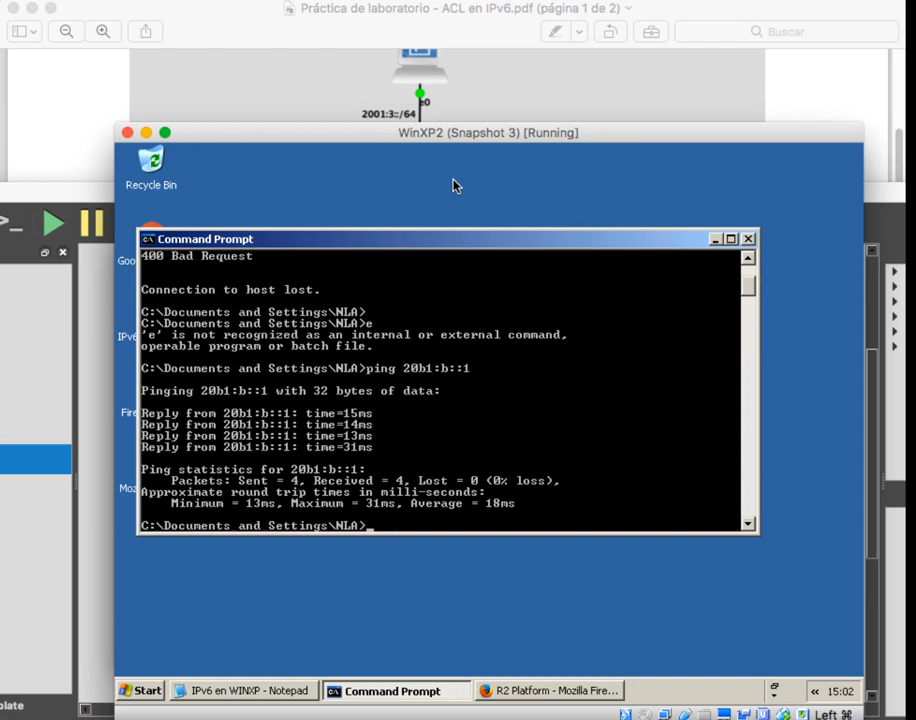 Práctica de laboratorio - ACL en IPv6.pdf (página 1 de 2)
Buscar
e0
2001:3::/64
WinXP2 (Snapshot 3) [Running]
Recycle Bin
Command Prompt
400 Bad Request
Connection to host lost.
C:\Documents and Settings\NLA>
C:\Documents and Settings\NLA>e
'e' is not recognized as an internal or external command,
operable program or batch file.
C:\Documents and Settings\NLA>ping 20b1:b::1
Pinging 20b1:b::1 with 32 bytes of data:
Reply from 20b1:b::1: time=15ms
Reply from 20b1:b::1: time=14ms
Reply from 20b1:b::1: time=13ms
Reply from 20b1:b::1: time=31ms
Ping statistics for 20b1:b::1:
Packets: Sent = 4, Received = 4, Lost = 0 (0% loss),
Approximate round trip times in milli-seconds:
Minimum = 13ms, Maximum = 31ms, Average = 18ms
C:\Documents and Settings\NLA>_
Goo
IPv6
Fire
Moz
Start
IPv6 en WINXP - Notepad
Command Prompt
R2 Platform - Mozilla Fire...
« 15:02
plate
Left ⌘